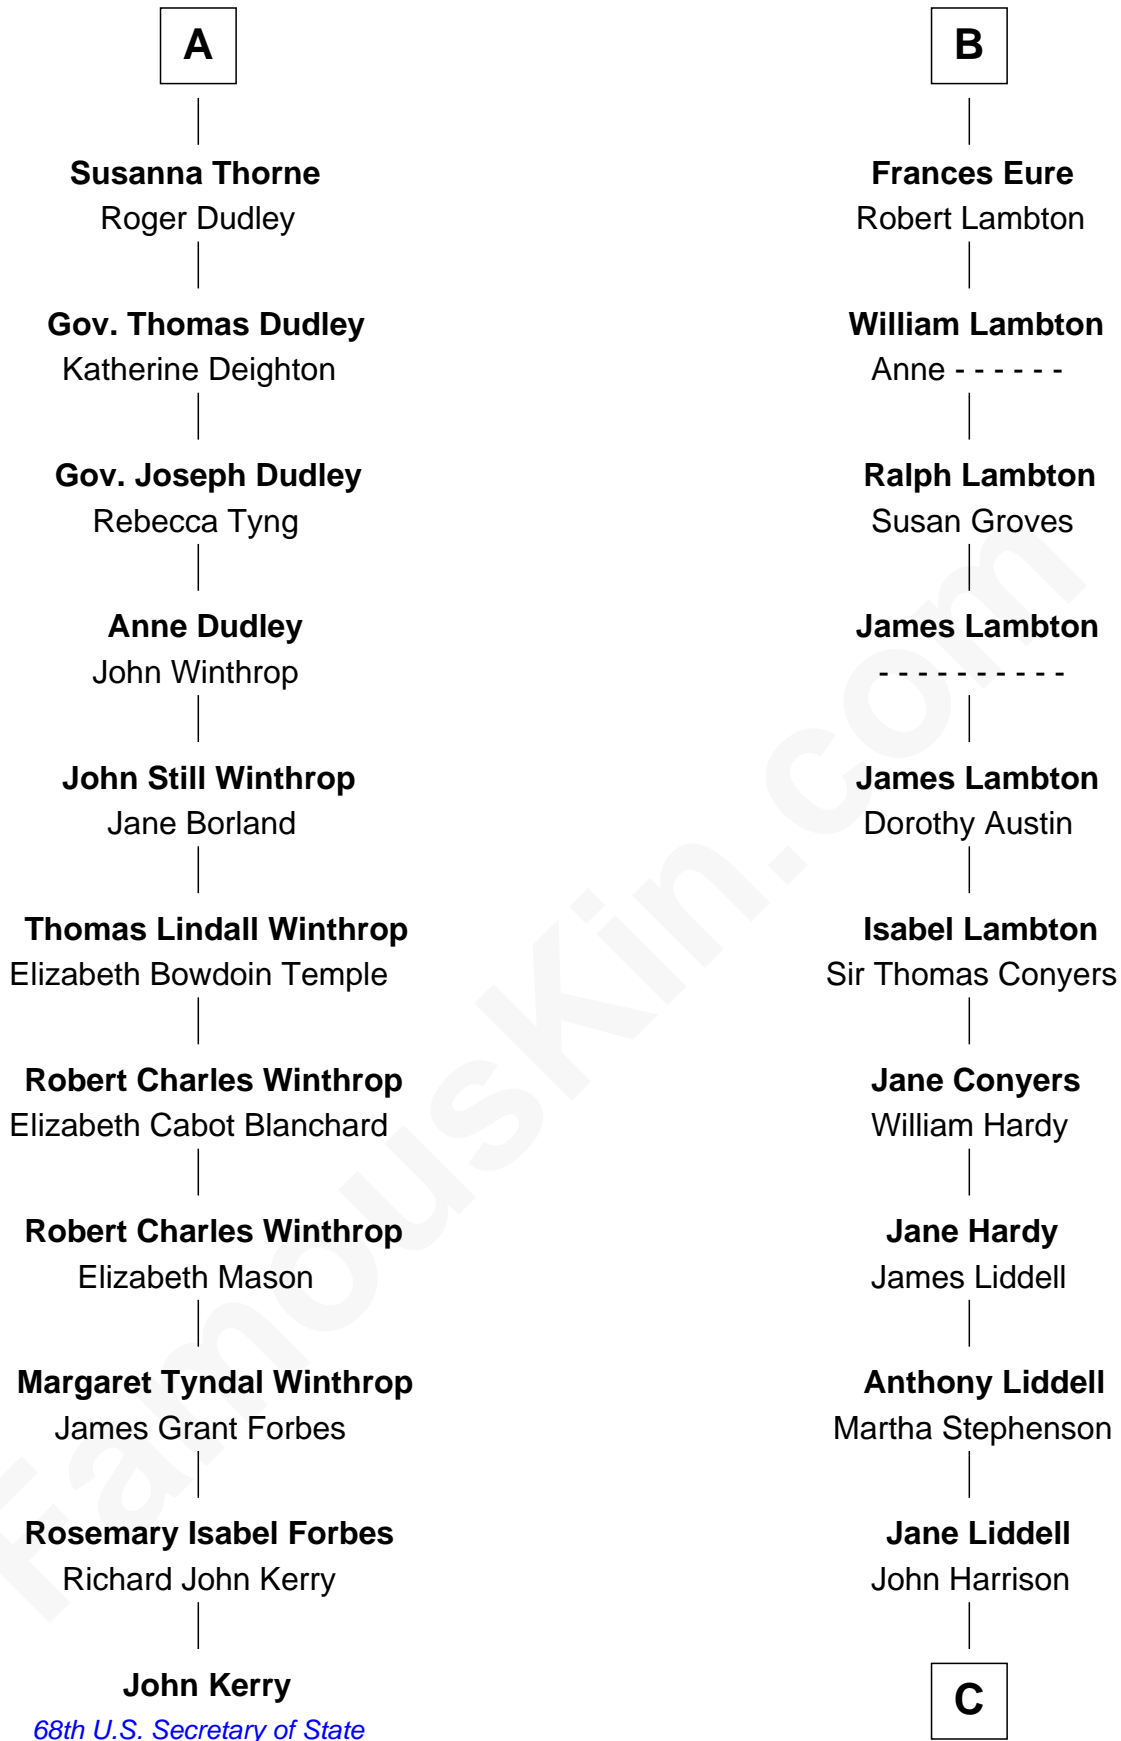 A
Susanna Thorne
Roger Dudley
Gov. Thomas Dudley
Katherine Deighton
Gov. Joseph Dudley
Rebecca Tyng
Anne Dudley
John Winthrop
John Still Winthrop
Jane Borland
Thomas Lindall Winthrop
Elizabeth Bowdoin Temple
Robert Charles Winthrop
Elizabeth Cabot Blanchard
Robert Charles Winthrop
Elizabeth Mason
Margaret Tyndal Winthrop
James Grant Forbes
Rosemary Isabel Forbes
Richard John Kerry
John Kerry
68th U.S. Secretary of State
B
Frances Eure
Robert Lambton
William Lambton
Anne - - - - - -
Ralph Lambton
Susan Groves
James Lambton
- - - - - - - - - -
James Lambton
Dorothy Austin
Isabel Lambton
Sir Thomas Conyers
Jane Conyers
William Hardy
Jane Hardy
James Liddell
Anthony Liddell
Martha Stephenson
Jane Liddell
John Harrison
C
FamousKin.com